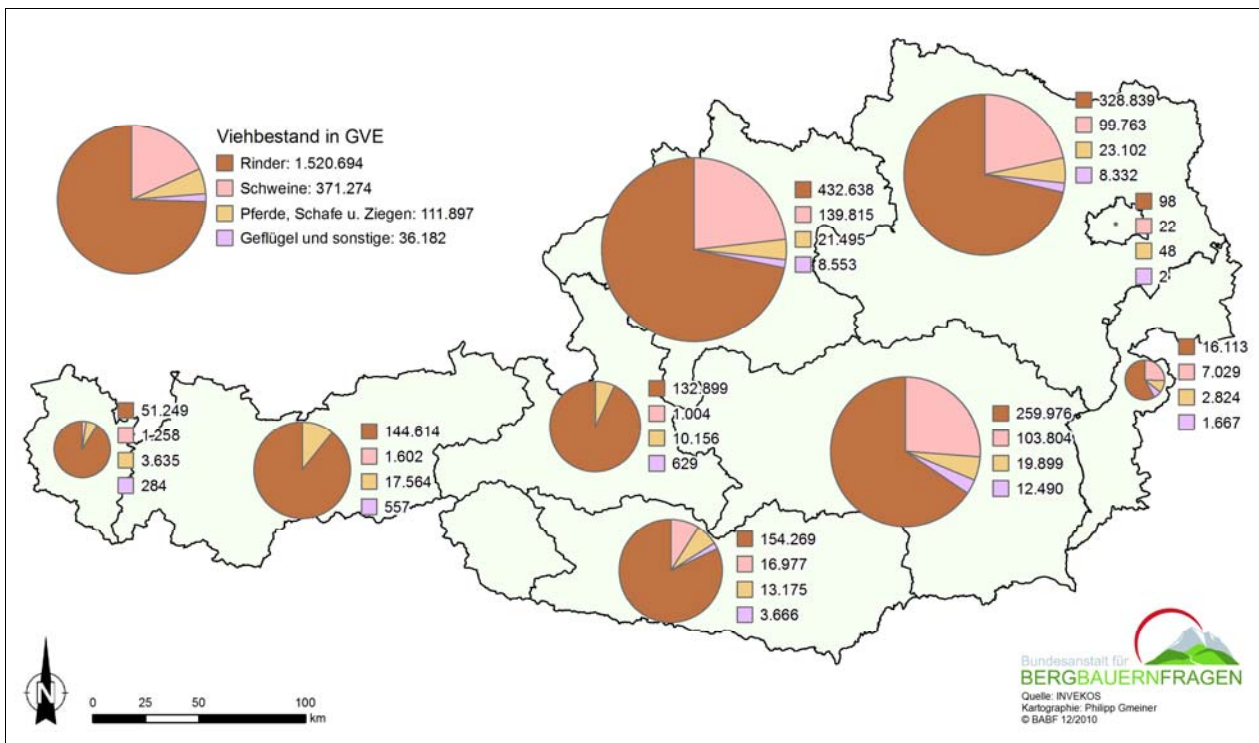 Viehbestand in GVE
Rinder: 1.520.694
Schweine: 371.274
Pferde, Schafe u. Ziegen: 111.897
Geflügel und sonstige: 36.182
328.839
99.763
23.102
8.332
98
22
48
2
432.638
139.815
21.495
8.553
16.113
7.029
2.824
1.667
132.899
1.004
10.156
629
259.976
103.804
19.899
12.490
51.249
1.258
3.635
284
144.614
1.602
17.564
557
154.269
16.977
13.175
3.666
N
0 25 50 100
km
Bundesanstalt für
BERGBAUERNFRAGEN
Quelle: INVEKOS
Kartographie: Philipp Gmeiner
© BABF 12/2010